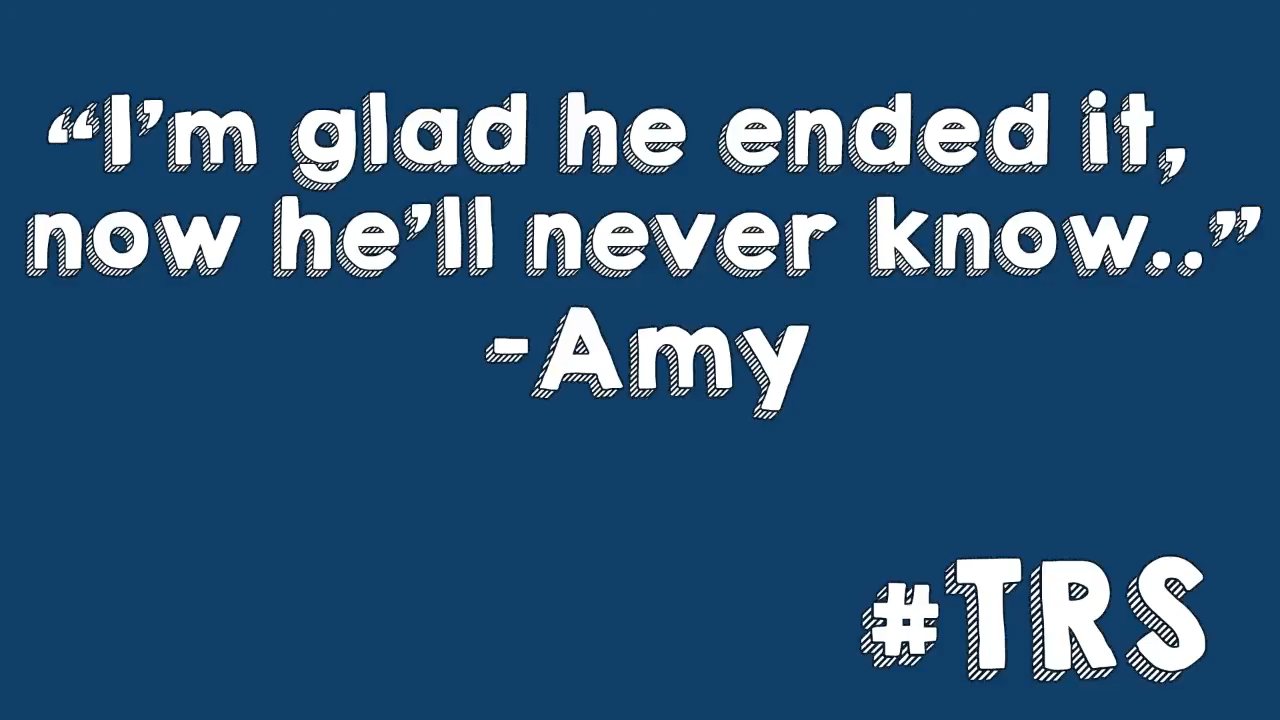 “I’m glad he ended it,
now he’ll never know..”
-Amy
#TRS